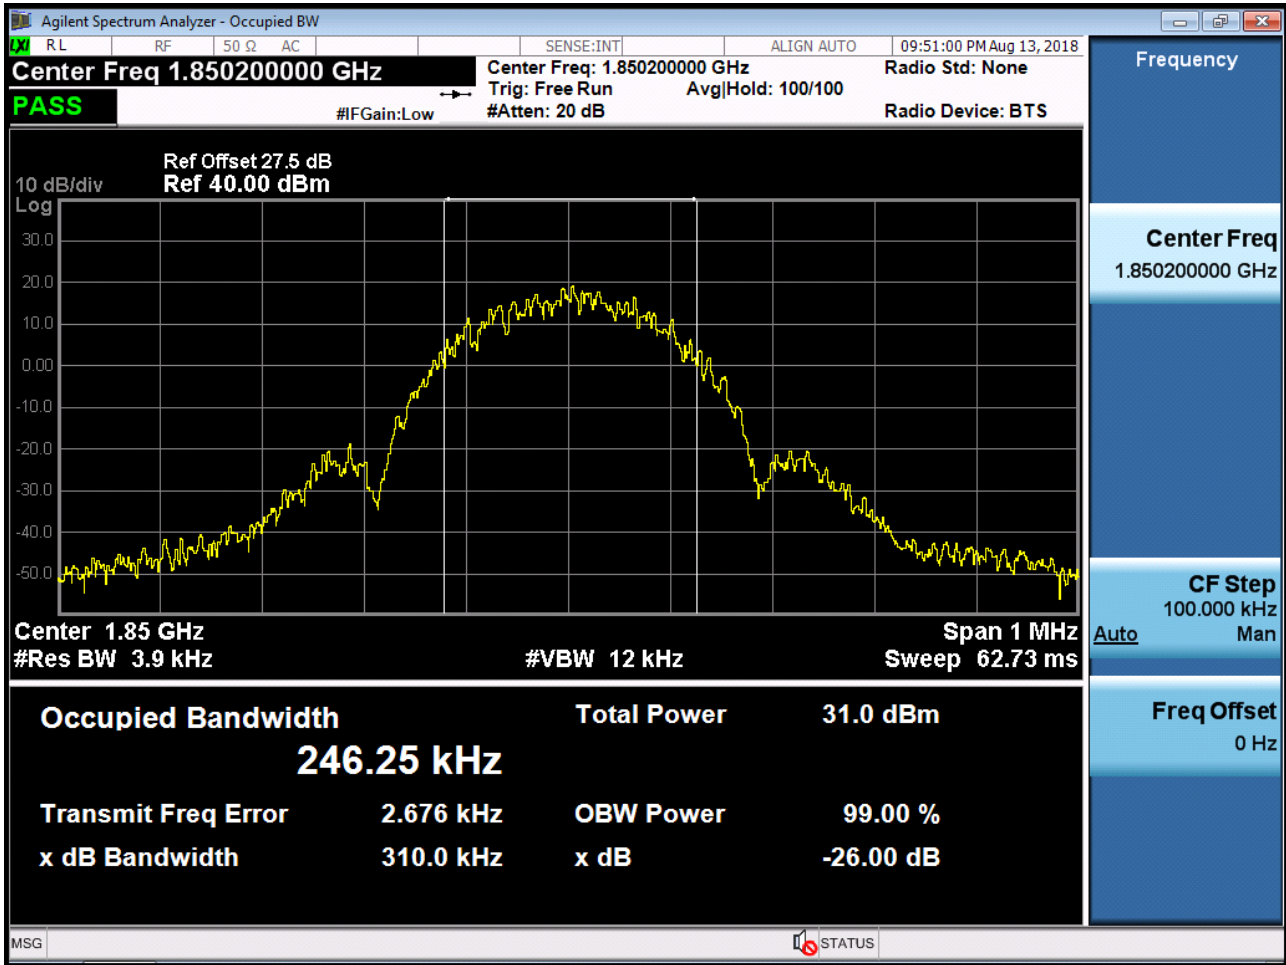 Agilent Spectrum Analyzer - Occupied BW
LXI RL RF 50 Ω AC SENSE:INT ALIGN AUTO 09:51:00 PM Aug 13, 2018
Center Freq 1.850200000 GHz
Center Freq: 1.850200000 GHz
Radio Std: None
Trig: Free Run Avg|Hold: 100/100
PASS
#IFGain:Low
#Atten: 20 dB
Radio Device: BTS
Ref Offset 27.5 dB
10 dB/div Ref 40.00 dBm
Log
30.0
20.0
10.0
0.00
-10.0
-20.0
-30.0
-40.0
-50.0
Center 1.85 GHz Span 1 MHz
#Res BW 3.9 kHz #VBW 12 kHz Sweep 62.73 ms
Occupied Bandwidth Total Power 31.0 dBm
246.25 kHz
Transmit Freq Error 2.676 kHz OBW Power 99.00 %
x dB Bandwidth 310.0 kHz x dB -26.00 dB
MSG STATUS
Frequency
Center Freq
1.850200000 GHz
CF Step
100.000 kHz
Auto Man
Freq Offset
0 Hz